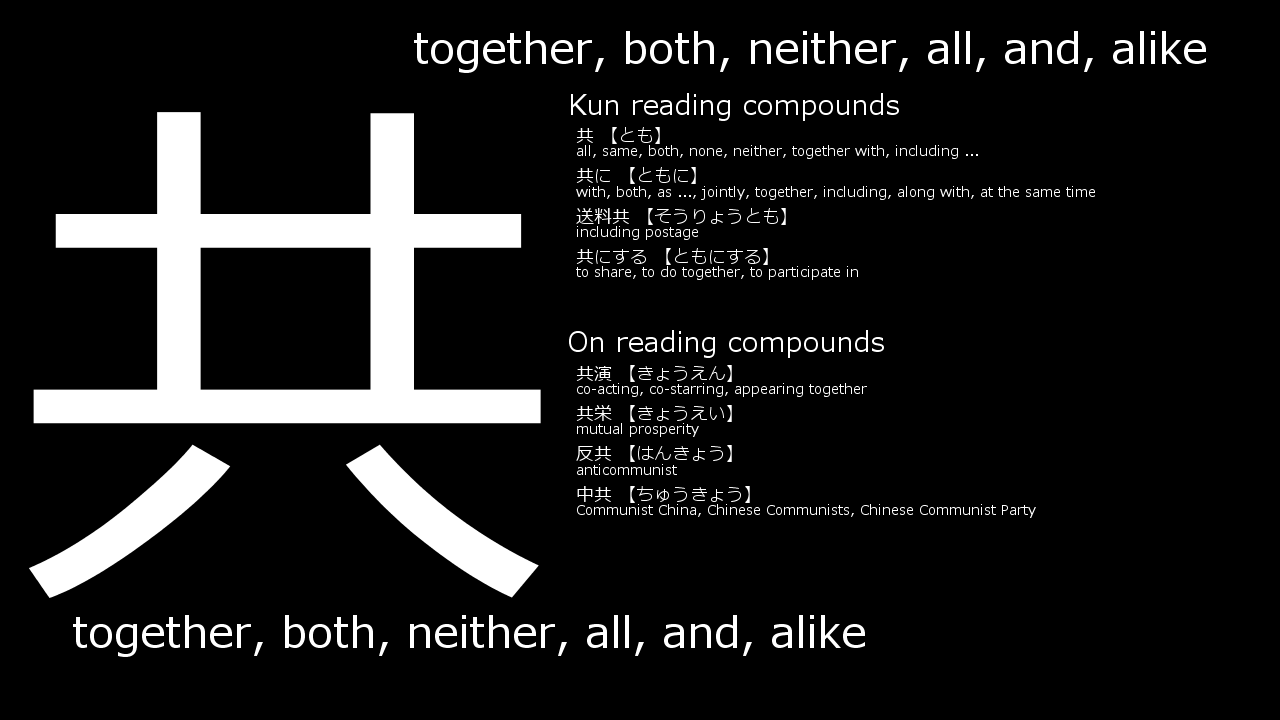 together, both, neither, all, and, alike
共
Kun reading compounds
共 【とも】
all, same, both, none, neither, together with, including ...
共に 【ともに】
with, both, as ..., jointly, together, including, along with, at the same time
送料共 【そうりょうとも】
including postage
共にする 【ともにする】
to share, to do together, to participate in
On reading compounds
共演 【きょうえん】
co-acting, co-starring, appearing together
共栄 【きょうえい】
mutual prosperity
反共 【はんきょう】
anticommunist
中共 【ちゅうきょう】
Communist China, Chinese Communists, Chinese Communist Party
together, both, neither, all, and, alike